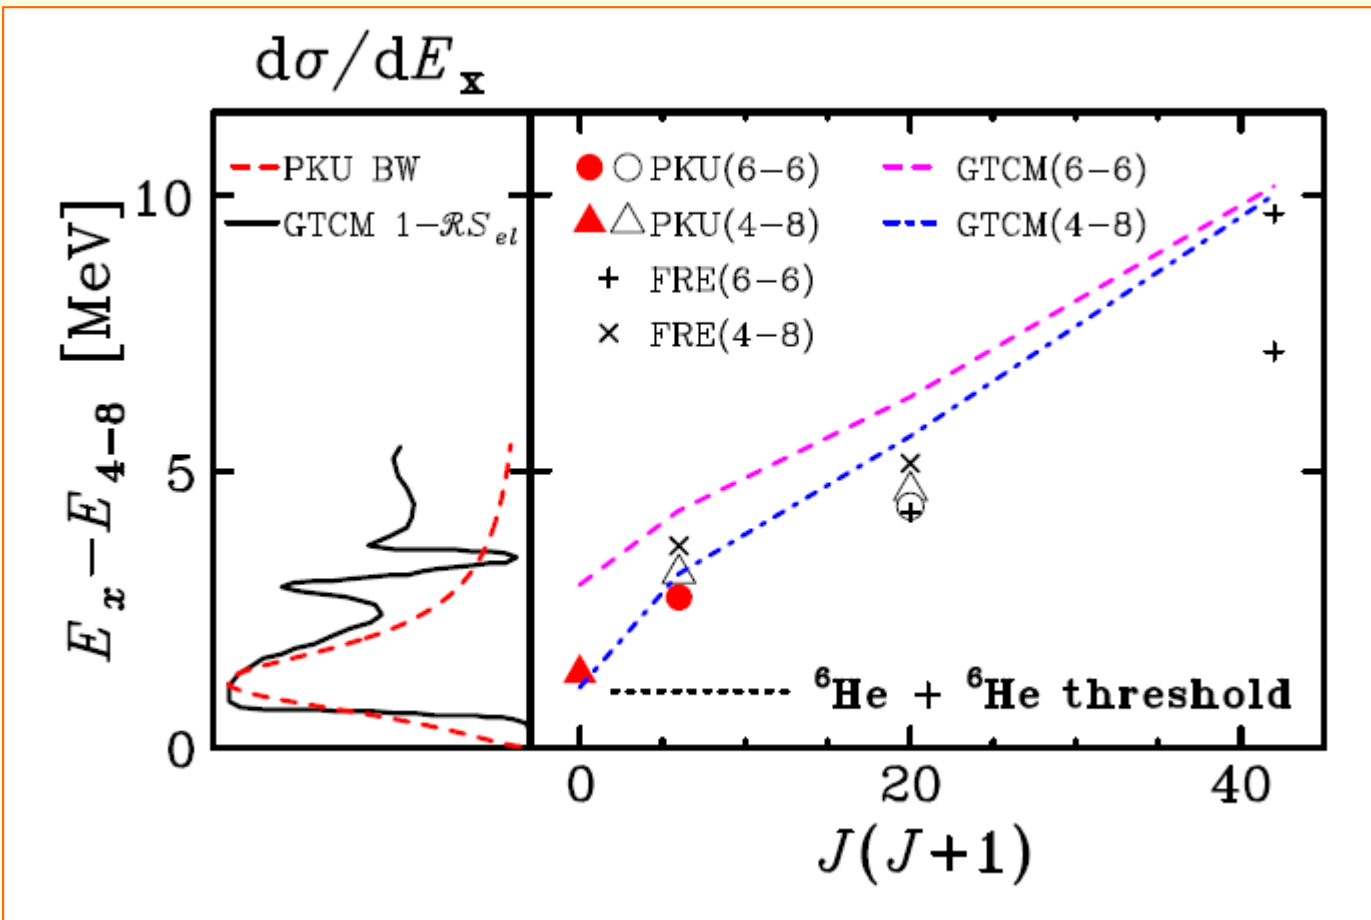 dσ/dEx
PKU BW
GTCM 1−ℛS_el
PKU(6−6)
PKU(4−8)
FRE(6−6)
FRE(4−8)
GTCM(6−6)
GTCM(4−8)
Ex−E4−8 [MeV]
10
5
0
⁶He + ⁶He threshold
0 20 40
J(J+1)